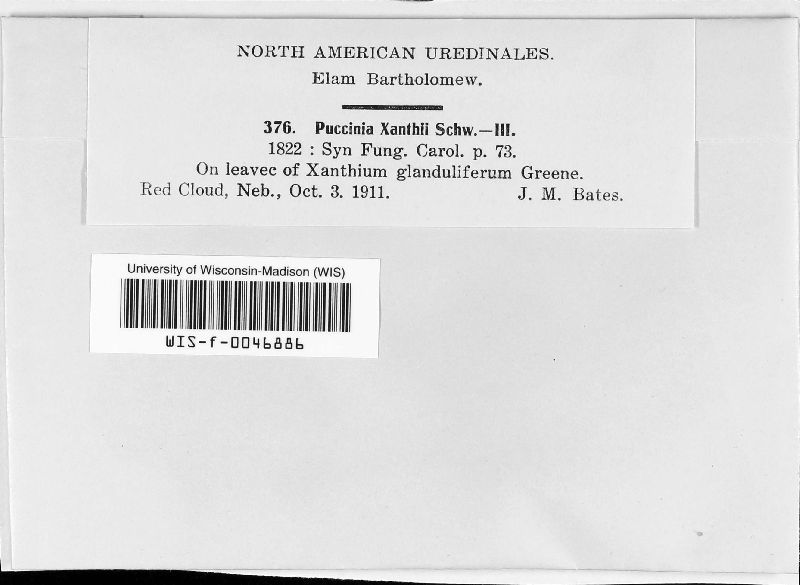 NORTH AMERICAN UREDINALES.
Elam Bartholomew.
376. Puccinia Xanthii Schw.—III.
1822 : Syn Fung. Carol. p. 73.
On leavec of Xanthium glanduliferum Greene.
Red Cloud, Neb., Oct. 3. 1911. J. M. Bates.
University of Wisconsin-Madison (WIS)
WIS-f-0046886